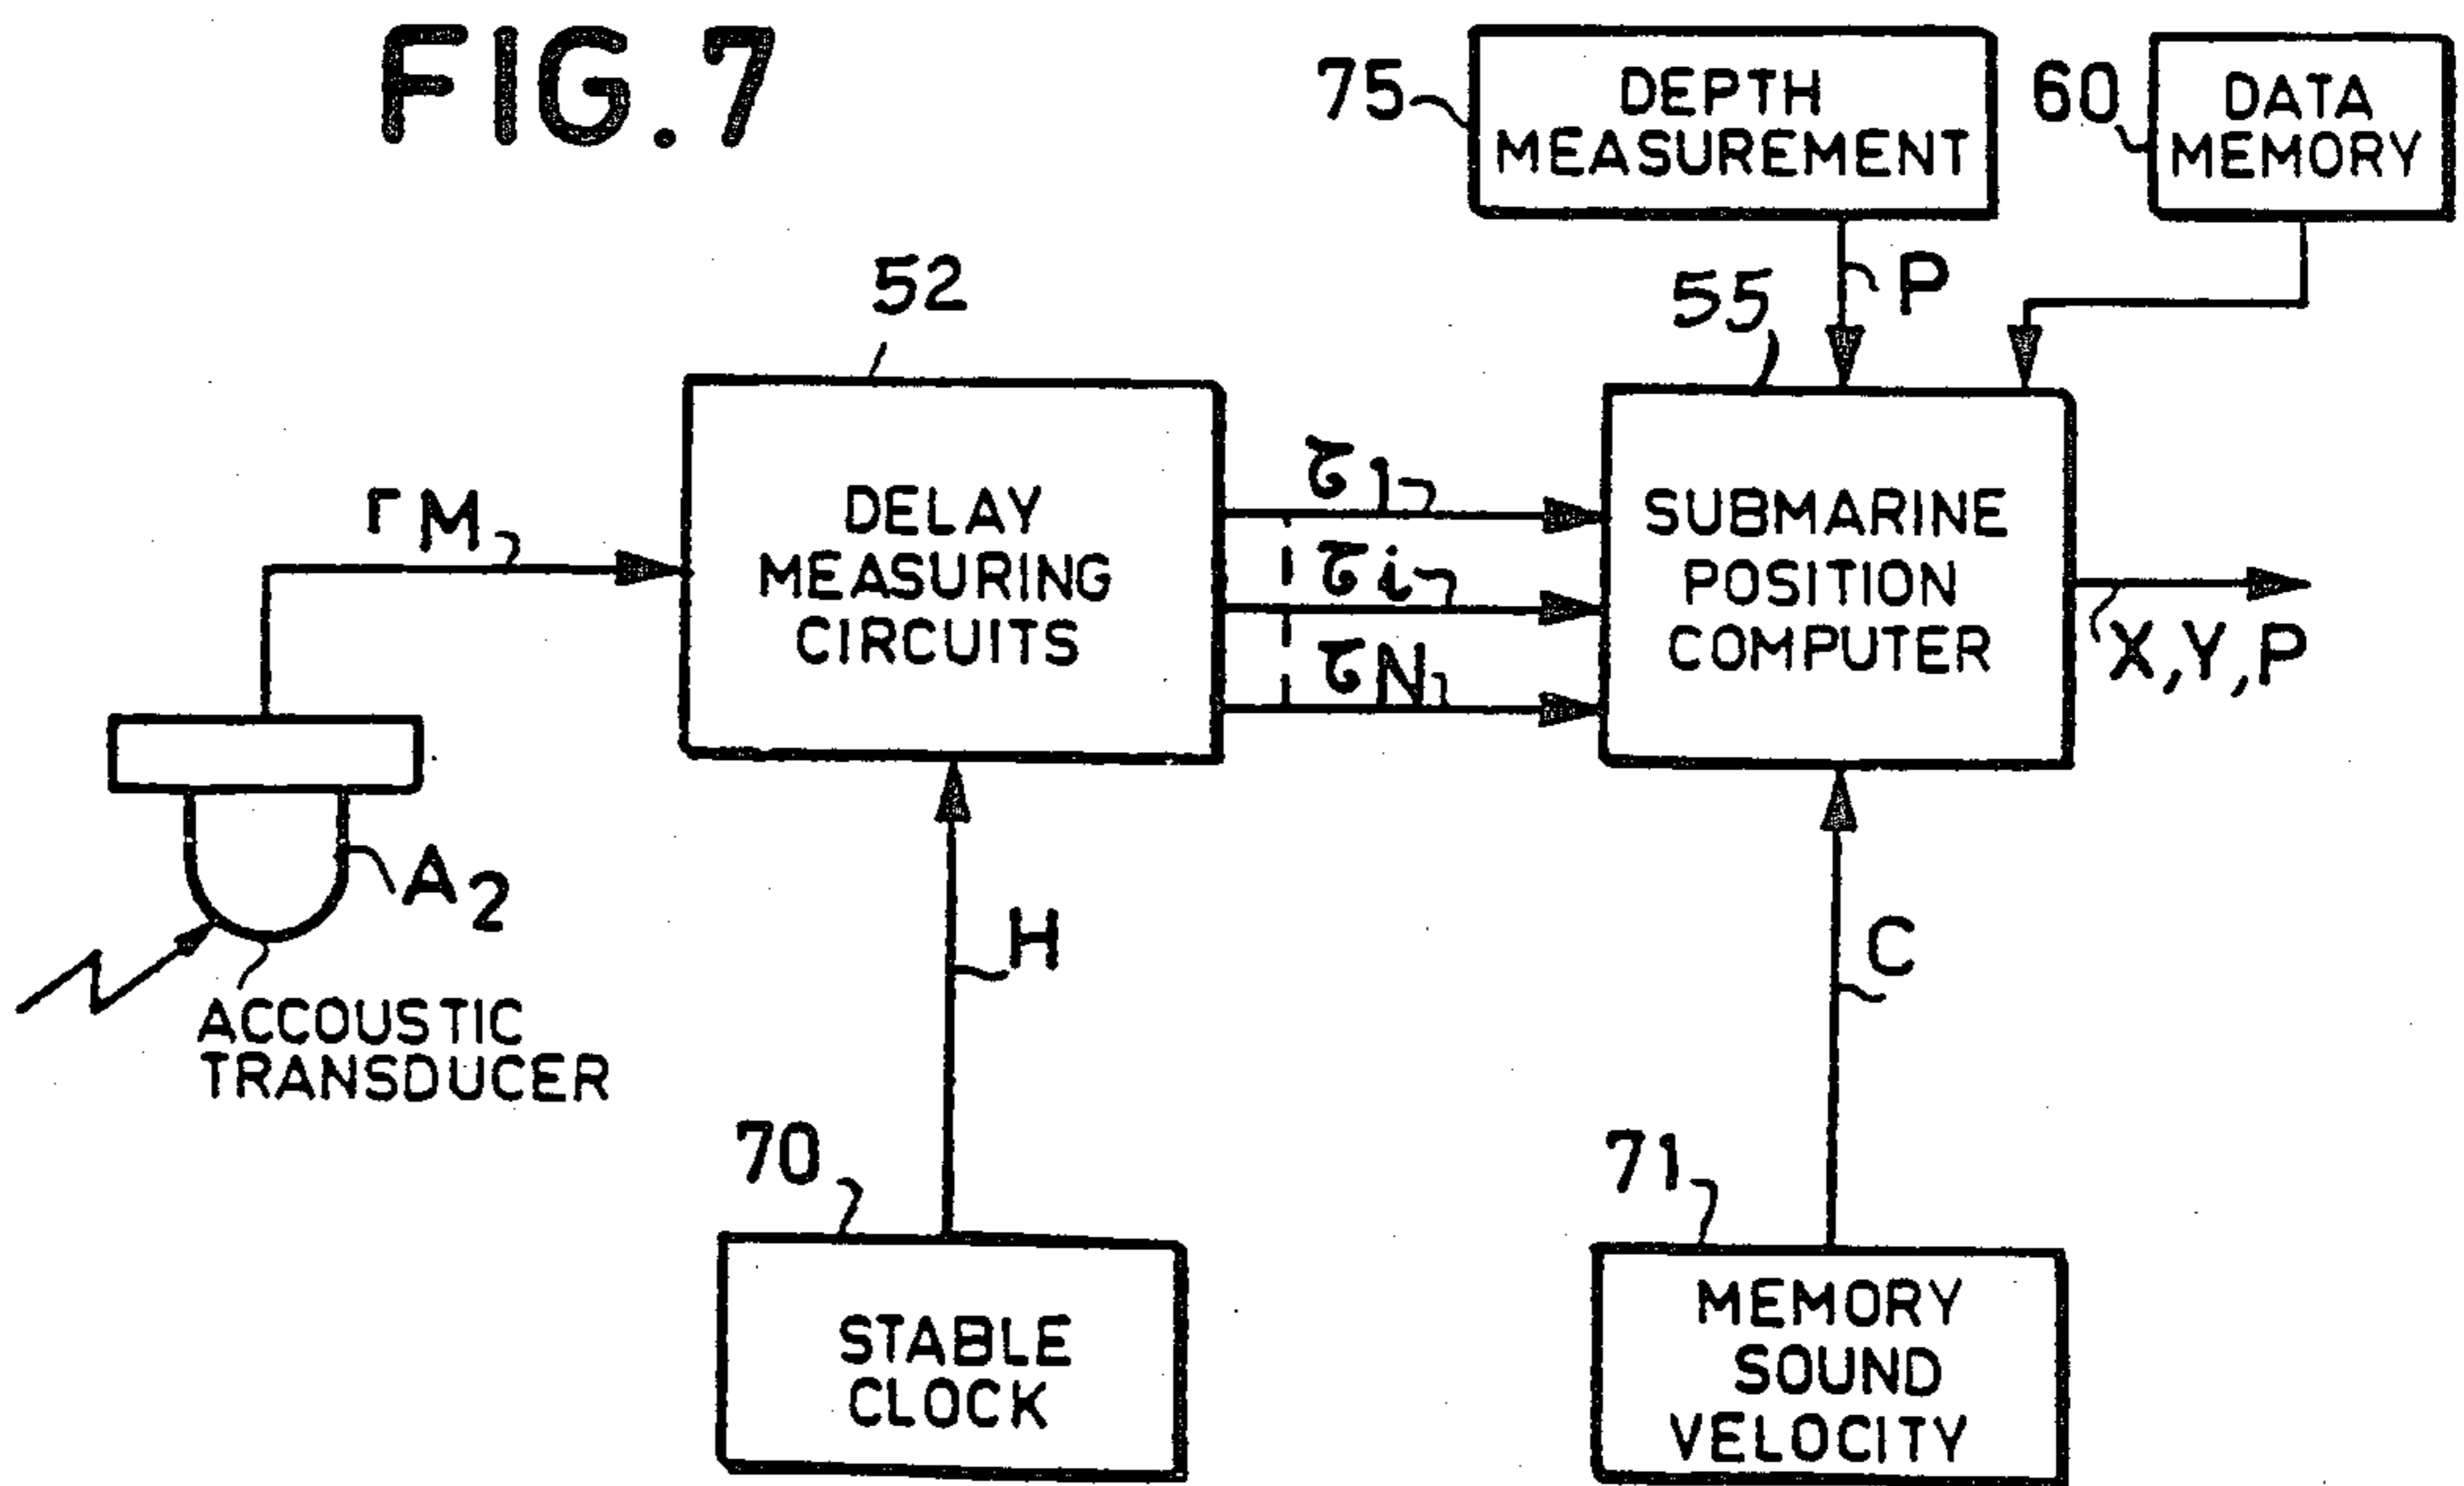 FIG.7
75
DEPTH
MEASUREMENT
60
DATA
MEMORY
P
52
55
rM
DELAY
MEASURING
CIRCUITS
τ1
τi
τN
SUBMARINE
POSITION
COMPUTER
X,Y,P
A2
ACCOUSTIC
TRANSDUCER
H
C
70
STABLE
CLOCK
71
MEMORY
SOUND
VELOCITY